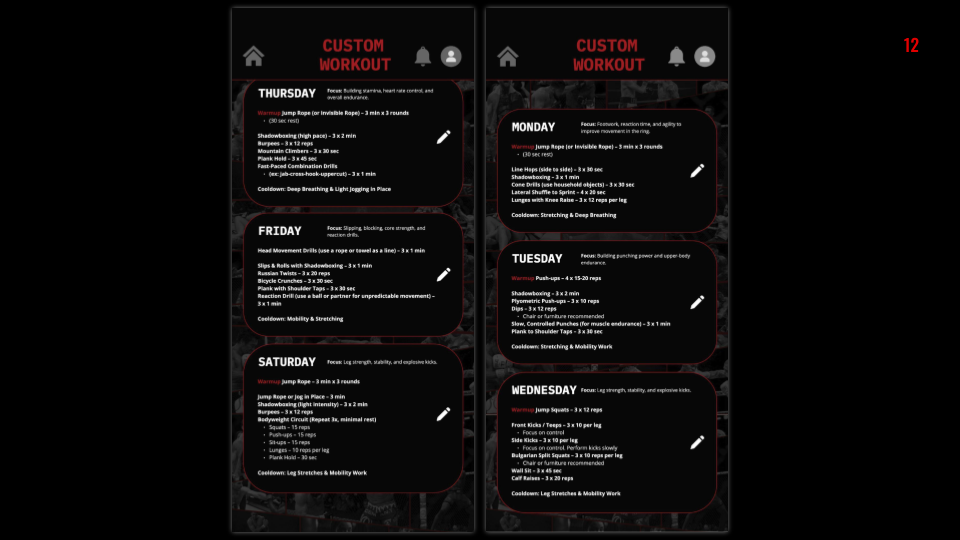 CUSTOM
WORKOUT
THURSDAY
Focus: Building stamina, heart rate control, and
overall endurance.
Warmup Jump Rope (or Invisible Rope) – 3 min x 3 rounds
• (30 sec rest)
Shadowboxing (high pace) – 3 x 2 min
Burpees – 3 x 12 reps
Mountain Climbers – 3 x 30 sec
Plank Hold – 3 x 45 sec
Fast-Paced Combination Drills
• (ex: jab-cross-hook-uppercut) – 3 x 1 min
Cooldown: Deep Breathing & Light Jogging in Place
FRIDAY
Focus: Slipping, blocking, core strength, and
reaction drills.
Head Movement Drills (use a rope or towel as a line) – 3 x 1 min
Slips & Rolls with Shadowboxing – 3 x 1 min
Russian Twists – 3 x 20 reps
Bicycle Crunches – 3 x 30 sec
Plank with Shoulder Taps – 3 x 30 sec
Reaction Drill (use a ball or partner for unpredictable movement) –
3 x 1 min
Cooldown: Mobility & Stretching
SATURDAY
Focus: Leg strength, stability, and explosive kicks.
Warmup Jump Rope – 3 min x 3 rounds
Jump Rope or Jog in Place – 3 min
Shadowboxing (light intensity) – 3 x 2 min
Burpees – 3 x 12 reps
Bodyweight Circuit (Repeat 3x, minimal rest)
• Squats – 15 reps
• Push-ups – 15 reps
• Sit-ups – 15 reps
• Lunges – 10 reps per leg
• Plank Hold – 30 sec
Cooldown: Leg Stretches & Mobility Work
CUSTOM
WORKOUT
MONDAY
Focus: Footwork, reaction time, and agility to
improve movement in the ring.
Warmup Jump Rope (or Invisible Rope) – 3 min x 3 rounds
• (30 sec rest)
Line Hops (side to side) – 3 x 30 sec
Shadowboxing – 3 x 1 min
Cone Drills (use household objects) – 3 x 30 sec
Lateral Shuffle to Sprint – 4 x 20 sec
Lunges with Knee Raise – 3 x 12 reps per leg
Cooldown: Stretching & Deep Breathing
TUESDAY
Focus: Building punching power and upper-body
endurance.
Warmup Push-ups – 4 x 15-20 reps
Shadowboxing – 3 x 2 min
Plyometric Push-ups – 3 x 10 reps
Dips – 3 x 12 reps
• Chair or furniture recommended
Slow, Controlled Punches (for muscle endurance) – 3 x 1 min
Plank to Shoulder Taps – 3 x 30 sec
Cooldown: Stretching & Mobility Work
WEDNESDAY
Focus: Leg strength, stability, and explosive kicks.
Warmup Jump Squats – 3 x 12 reps
Front Kicks / Teeps – 3 x 10 per leg
• Focus on control
Side Kicks – 3 x 10 per leg
• Focus on control. Perform kicks slowly
Bulgarian Split Squats – 3 x 10 reps per leg
• Chair or furniture recommended
Wall Sit – 3 x 45 sec
Calf Raises – 3 x 20 reps
Cooldown: Leg Stretches & Mobility Work
12